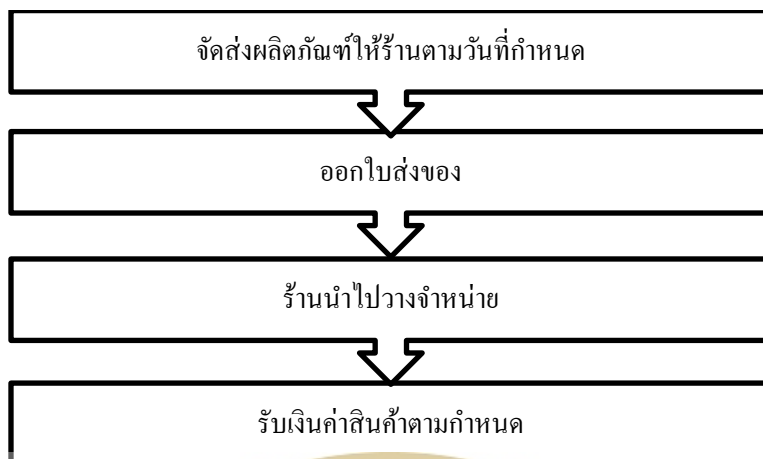 จัดส่งผลิตภัณฑ์ให้ร้านตามวันที่กำหนด
ออกใบส่งของ
ร้านนำไปวางจำหน่าย
รับเงินค่าสินค้าตามกำหนด